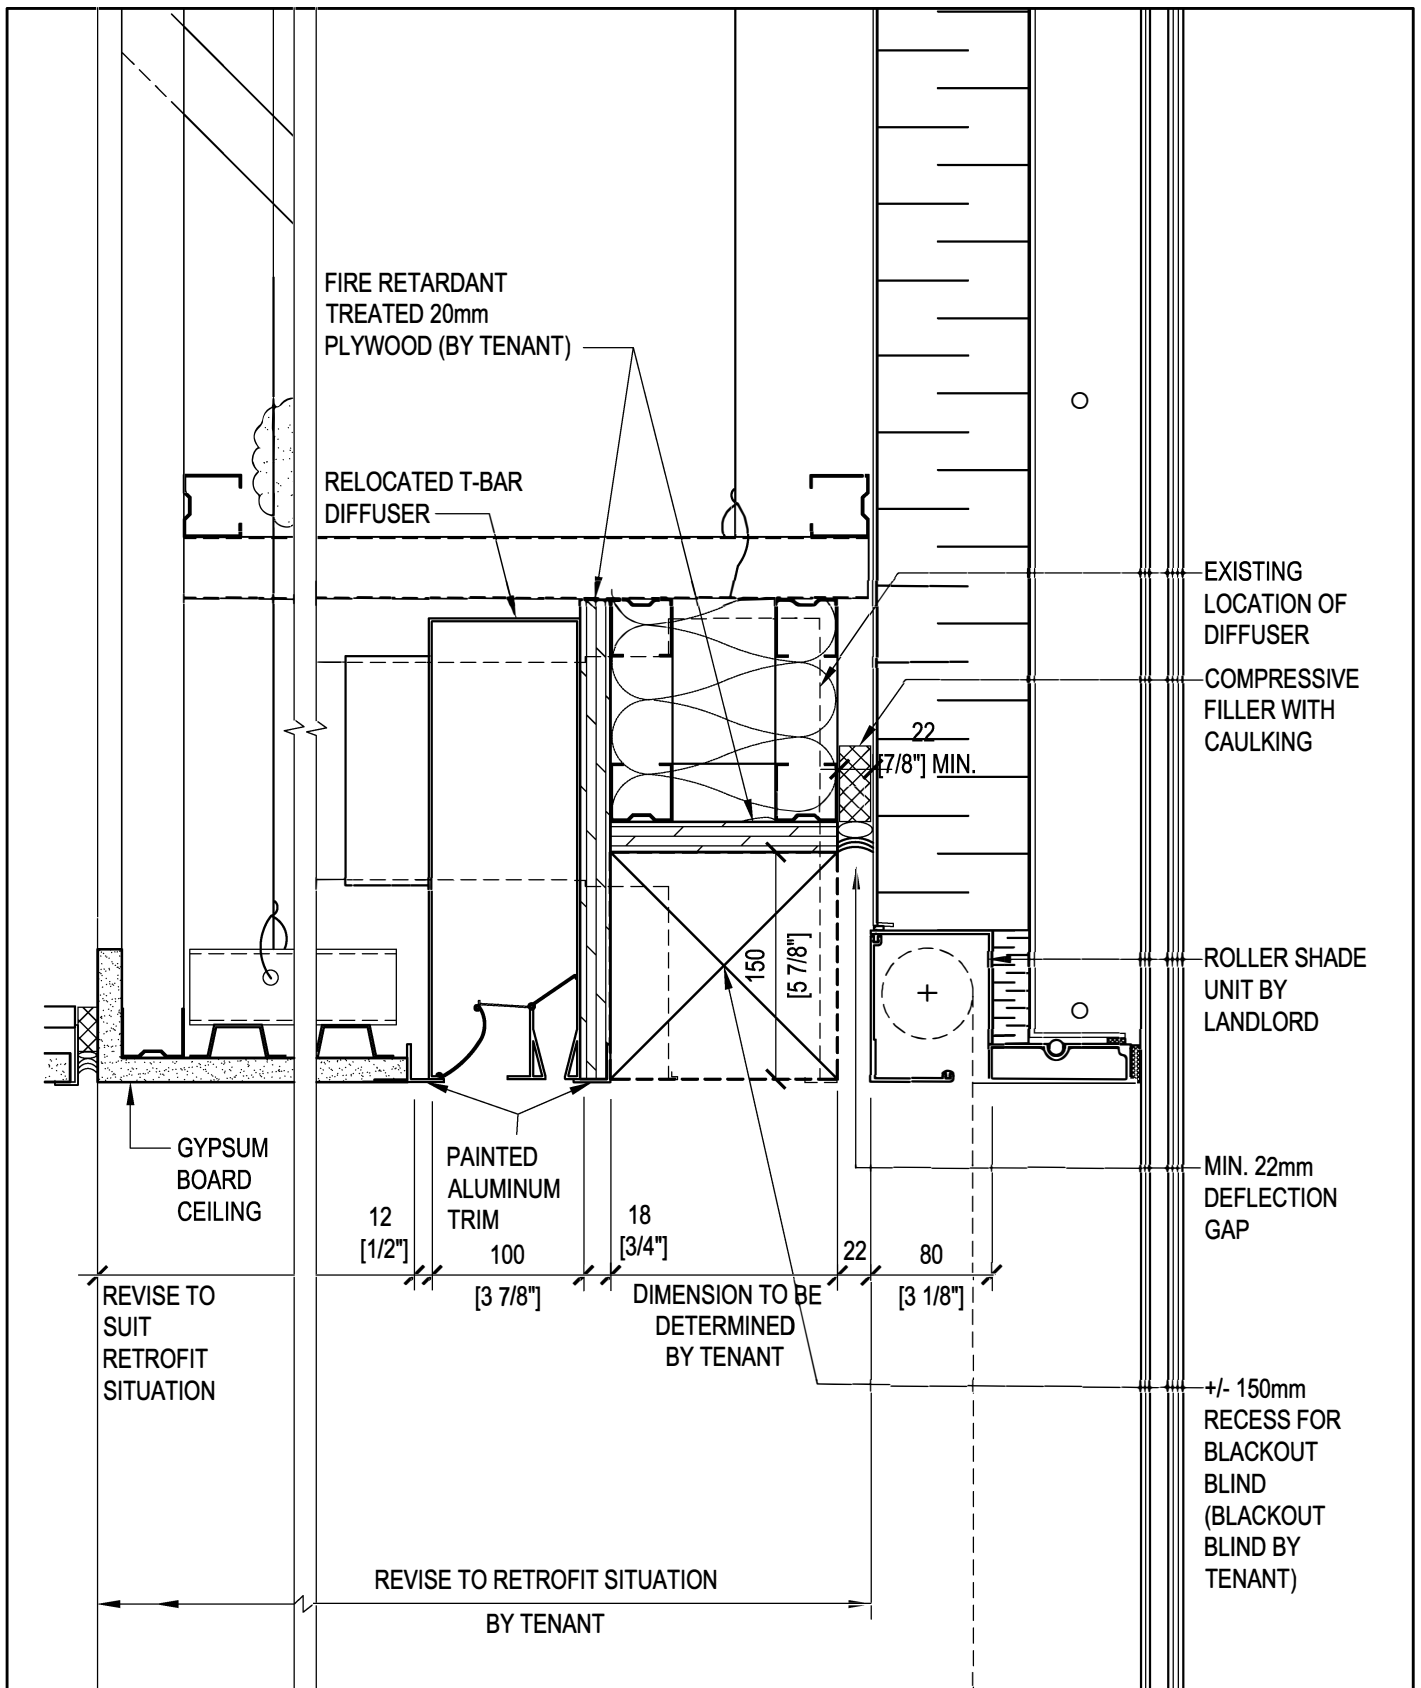 FIRE RETARDANT
TREATED 20mm
PLYWOOD (BY TENANT)
RELOCATED T-BAR
DIFFUSER
EXISTING
LOCATION OF
DIFFUSER
COMPRESSIVE
FILLER WITH
CAULKING
22
[7/8"] MIN.
150
[5 7/8"]
ROLLER SHADE
UNIT BY
LANDLORD
GYPSUM
BOARD
CEILING
PAINTED
ALUMINUM
TRIM
MIN. 22mm
DEFLECTION
GAP
12
[1/2"]
100
[3 7/8"]
18
[3/4"]
22
80
[3 1/8"]
REVISE TO
SUIT
RETROFIT
SITUATION
DIMENSION TO BE
DETERMINED
BY TENANT
+/- 150mm
RECESS FOR
BLACKOUT
BLIND
(BLACKOUT
BLIND BY
TENANT)
REVISE TO RETROFIT SITUATION
BY TENANT